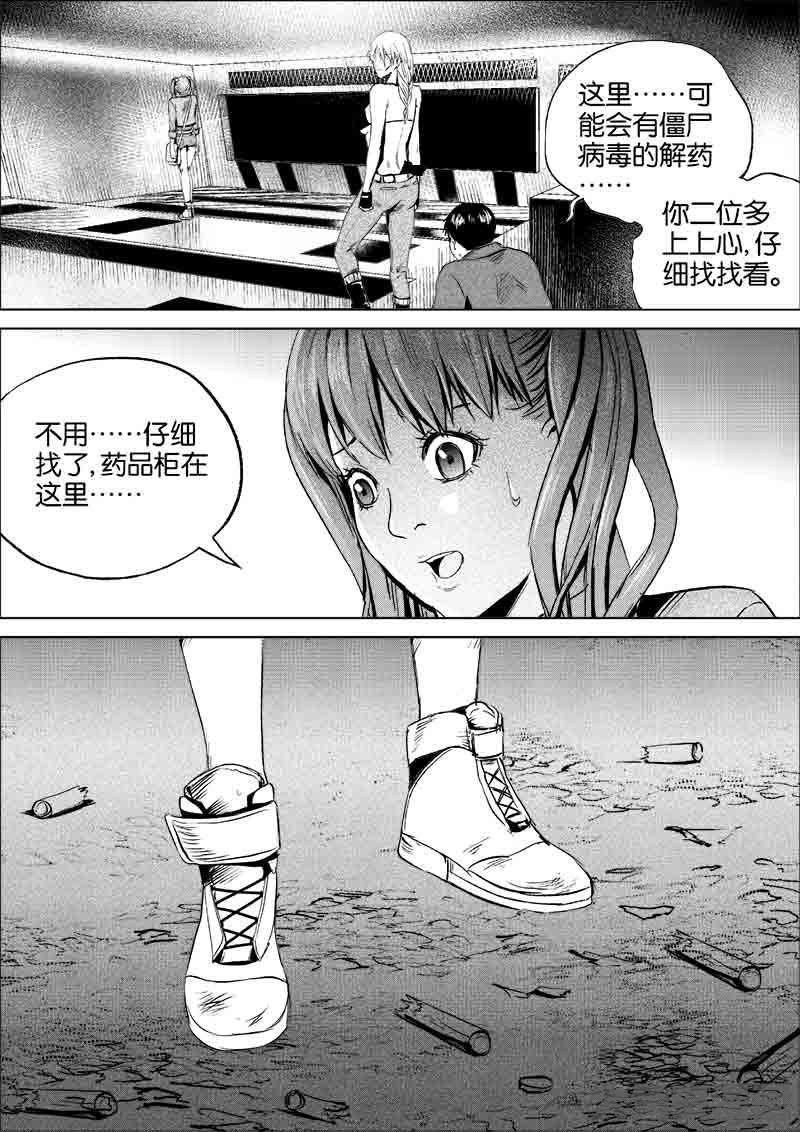 这里……可
能会有僵尸
病毒的解药
……
你二位多
上上心,仔
细找找看。
不用……仔细
找了,药品柜在
这里……